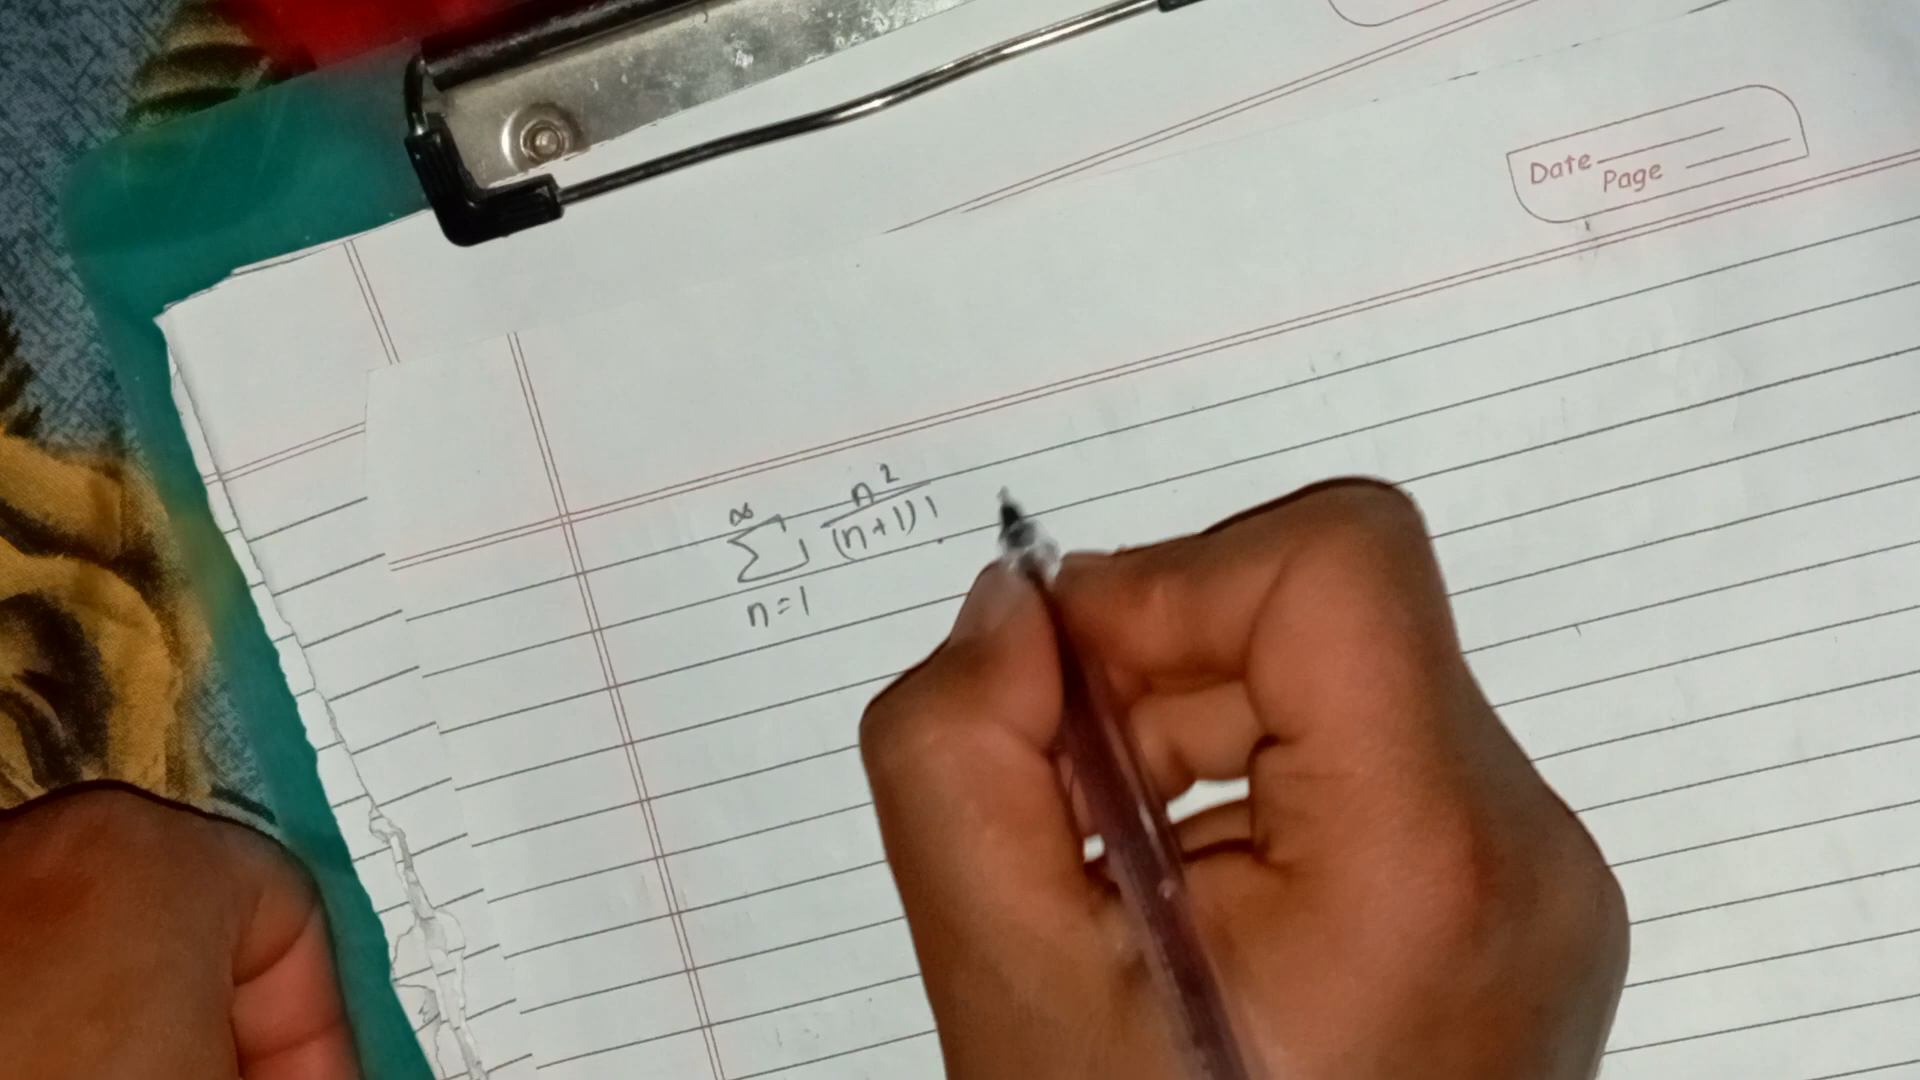 Date
Page
∞ n²
∑ (n+1)!
n=1